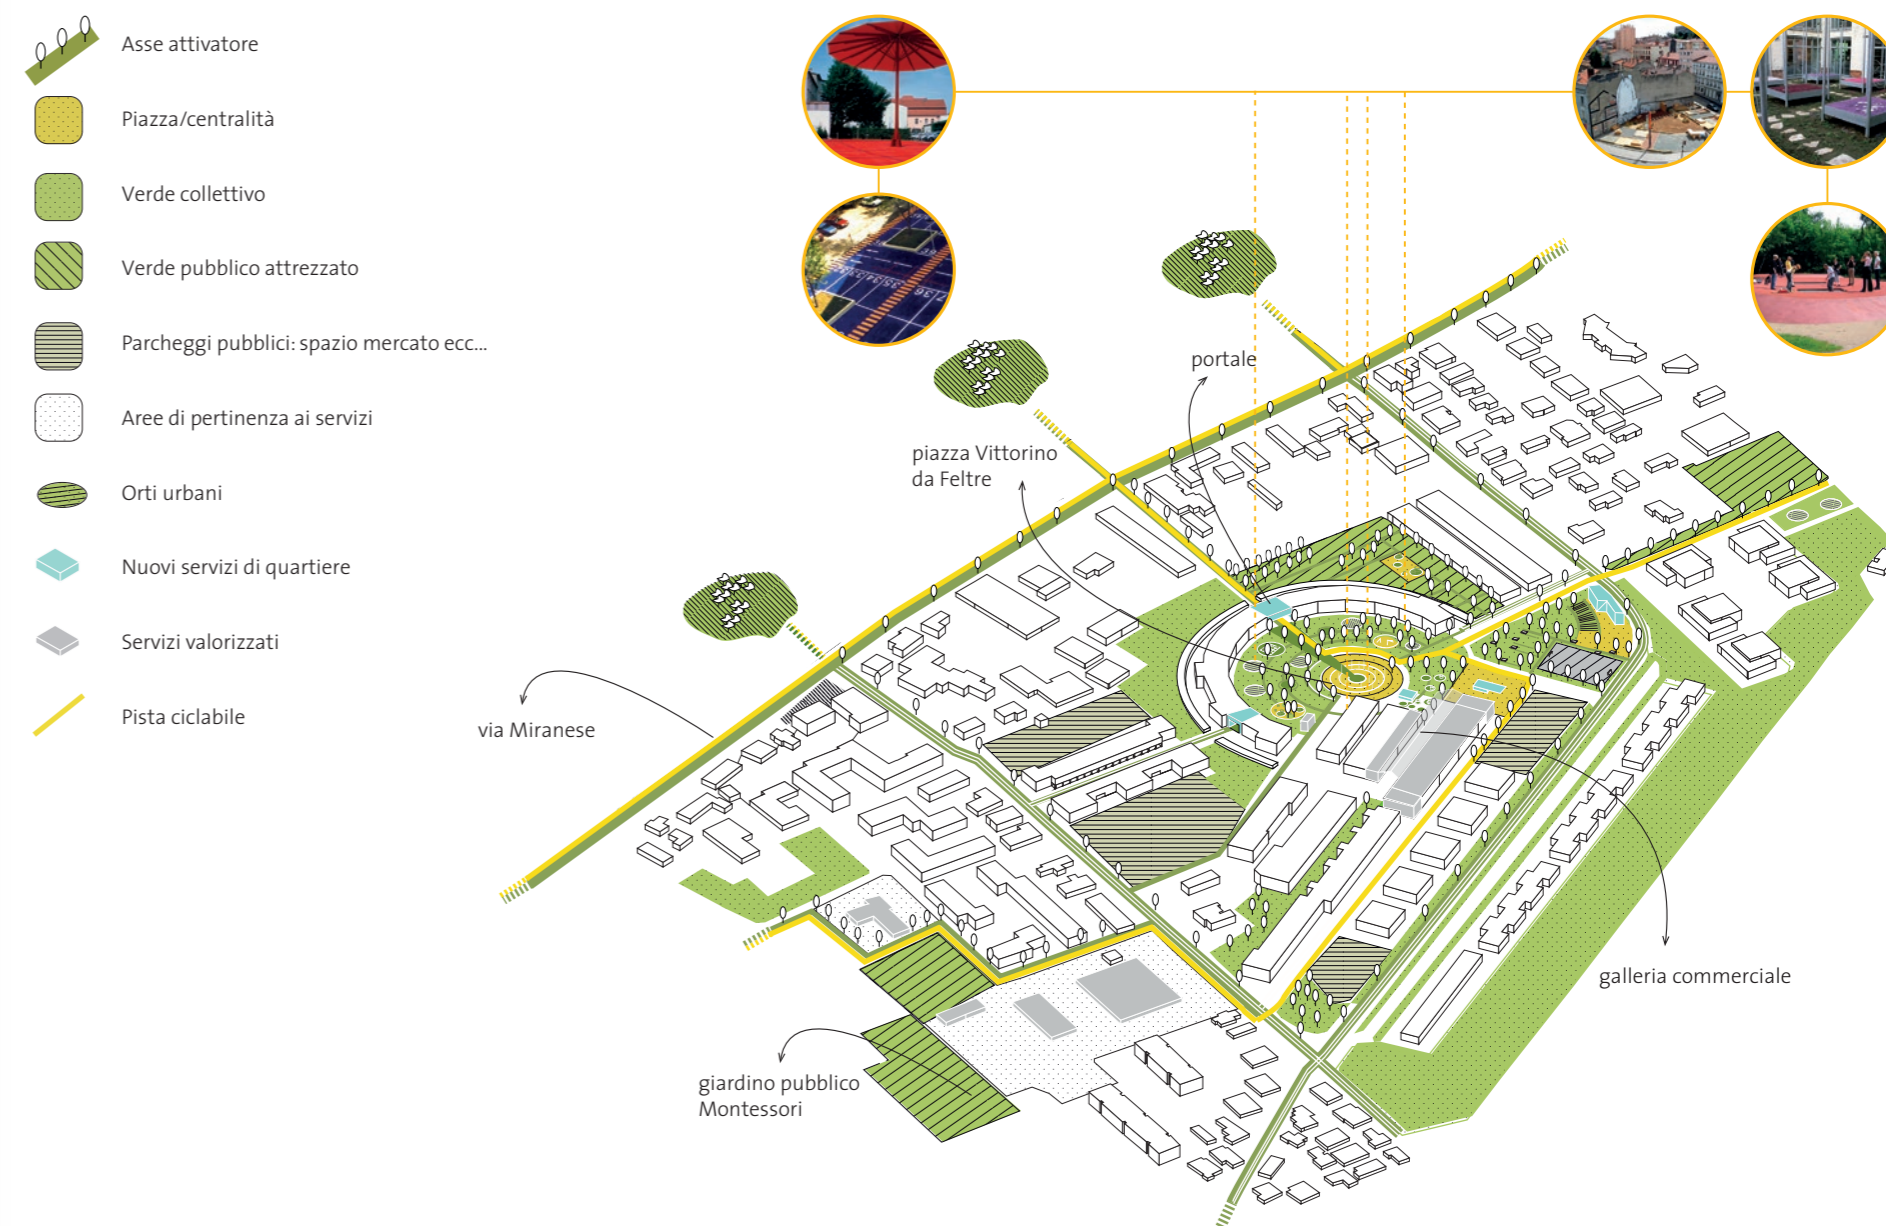 Asse attivatore
Piazza/centralità
Verde collettivo
Verde pubblico attrezzato
Parcheggi pubblici: spazio mercato ecc...
Aree di pertinenza ai servizi
Orti urbani
Nuovi servizi di quartiere
Servizi valorizzati
Pista ciclabile
portale
piazza Vittorino
da Feltre
via Miranese
galleria commerciale
giardino pubblico
Montessori